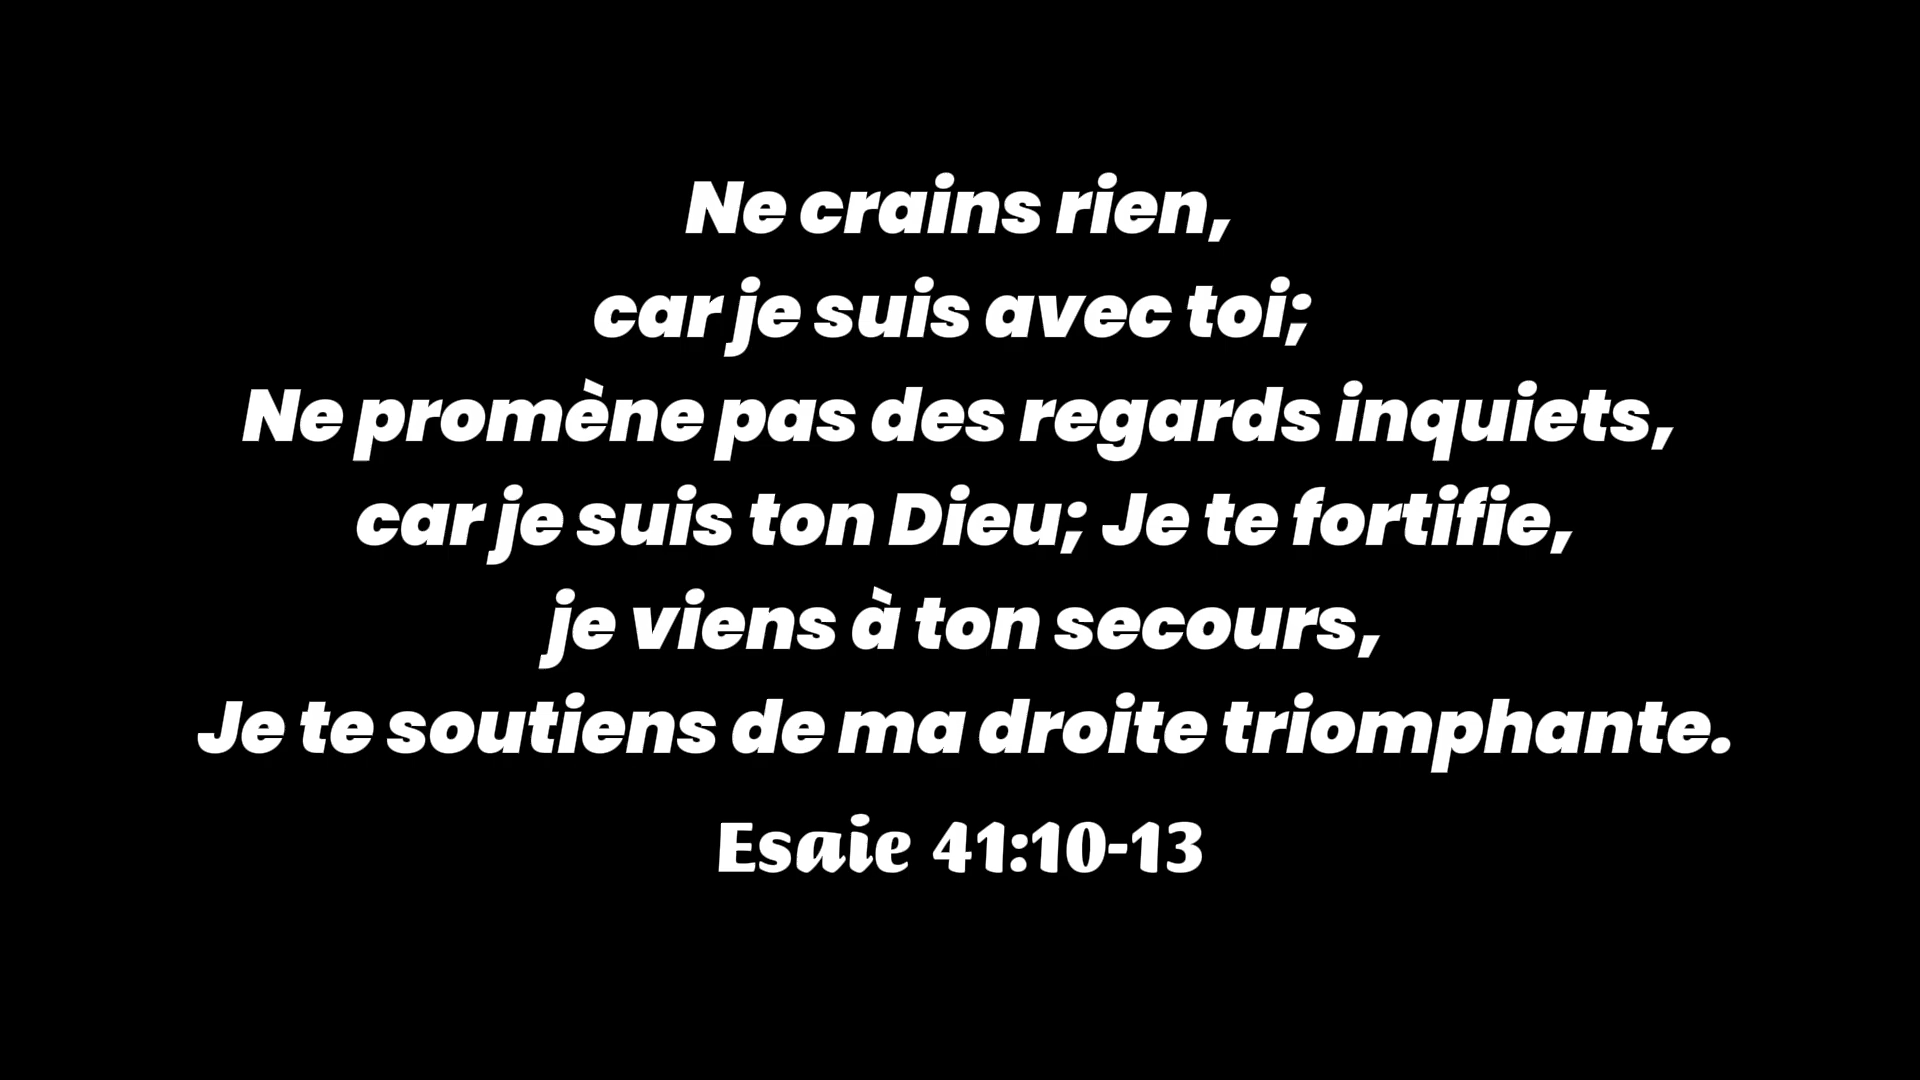 Ne crains rien,
car je suis avec toi;
Ne promène pas des regards inquiets,
car je suis ton Dieu; Je te fortifie,
je viens à ton secours,
Je te soutiens de ma droite triomphante.
Esaie 41:10-13